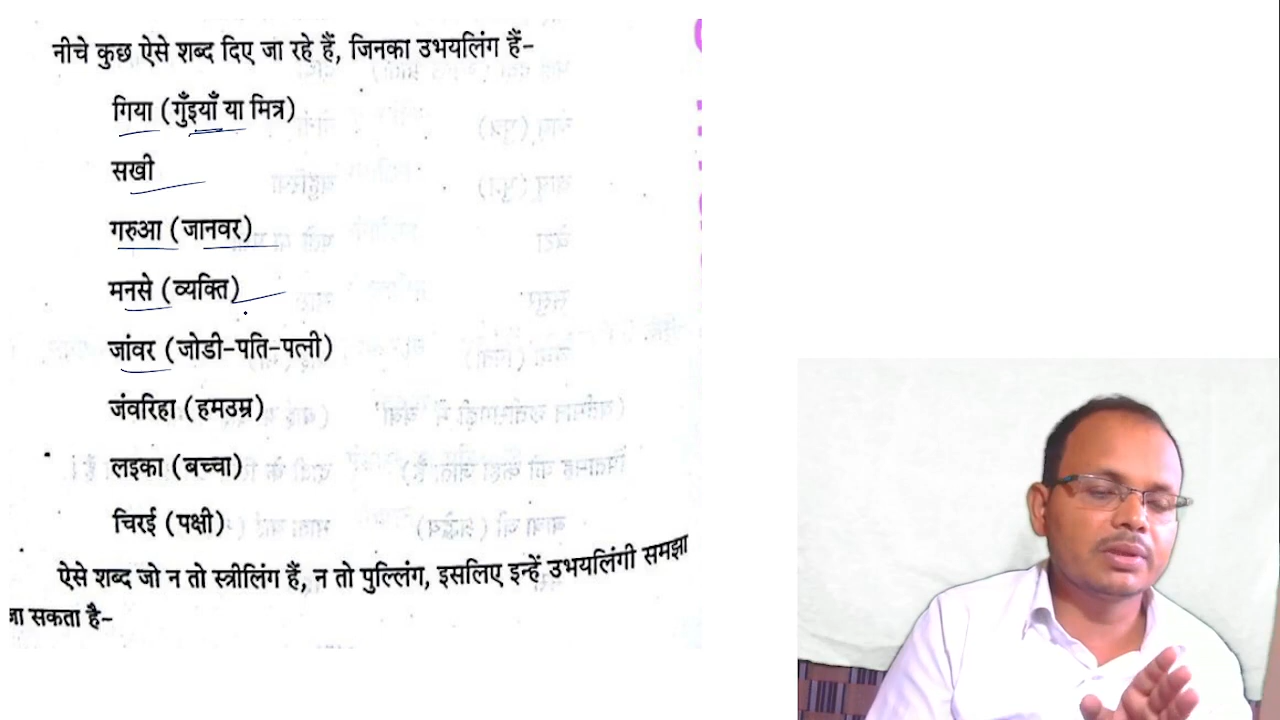 नीचे कुछ ऐसे शब्द दिए जा रहे हैं, जिनका उभयलिंग हैं-
गिया (गुँइयाँ या मित्र)
सखी
गरुआ (जानवर)
मनसे (व्यक्ति)
जांवर (जोडी-पति-पत्नी)
जंवरिहा (हमउम्र)
लइका (बच्चा)
चिरई (पक्षी)
ऐसे शब्द जो न तो स्त्रीलिंग हैं, न तो पुल्लिंग, इसलिए इन्हें उभयलिंगी समझा
जा सकता है-